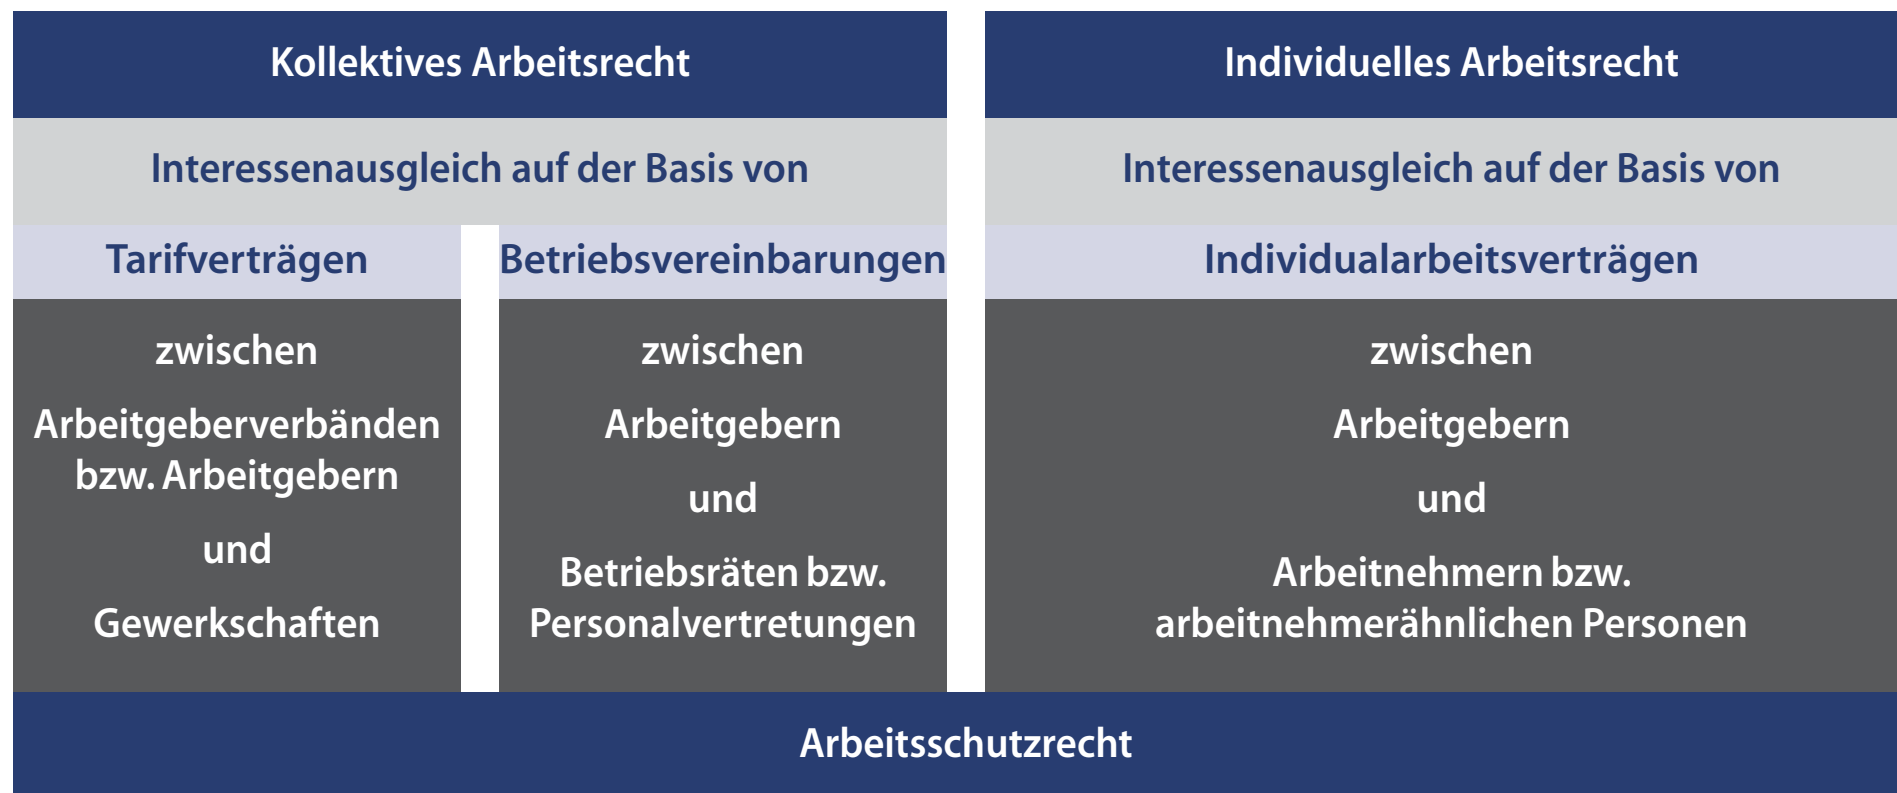 Kollektives Arbeitsrecht
Interessenausgleich auf der Basis von
Tarifverträgen
zwischen
Arbeitgeberverbänden
bzw. Arbeitgebern
und
Gewerkschaften
Betriebsvereinbarungen
zwischen
Arbeitgebern
und
Betriebsräten bzw.
Personalvertretungen
Individuelles Arbeitsrecht
Interessenausgleich auf der Basis von
Individualarbeitsverträgen
zwischen
Arbeitgebern
und
Arbeitnehmern bzw.
arbeitnehmerähnlichen Personen
Arbeitsschutzrecht